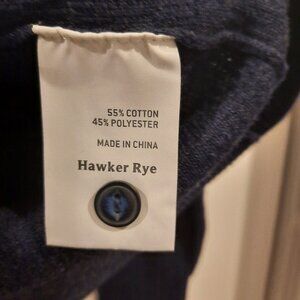 55% COTTON
45% POLYESTER
MADE IN CHINA
Hawker Rye